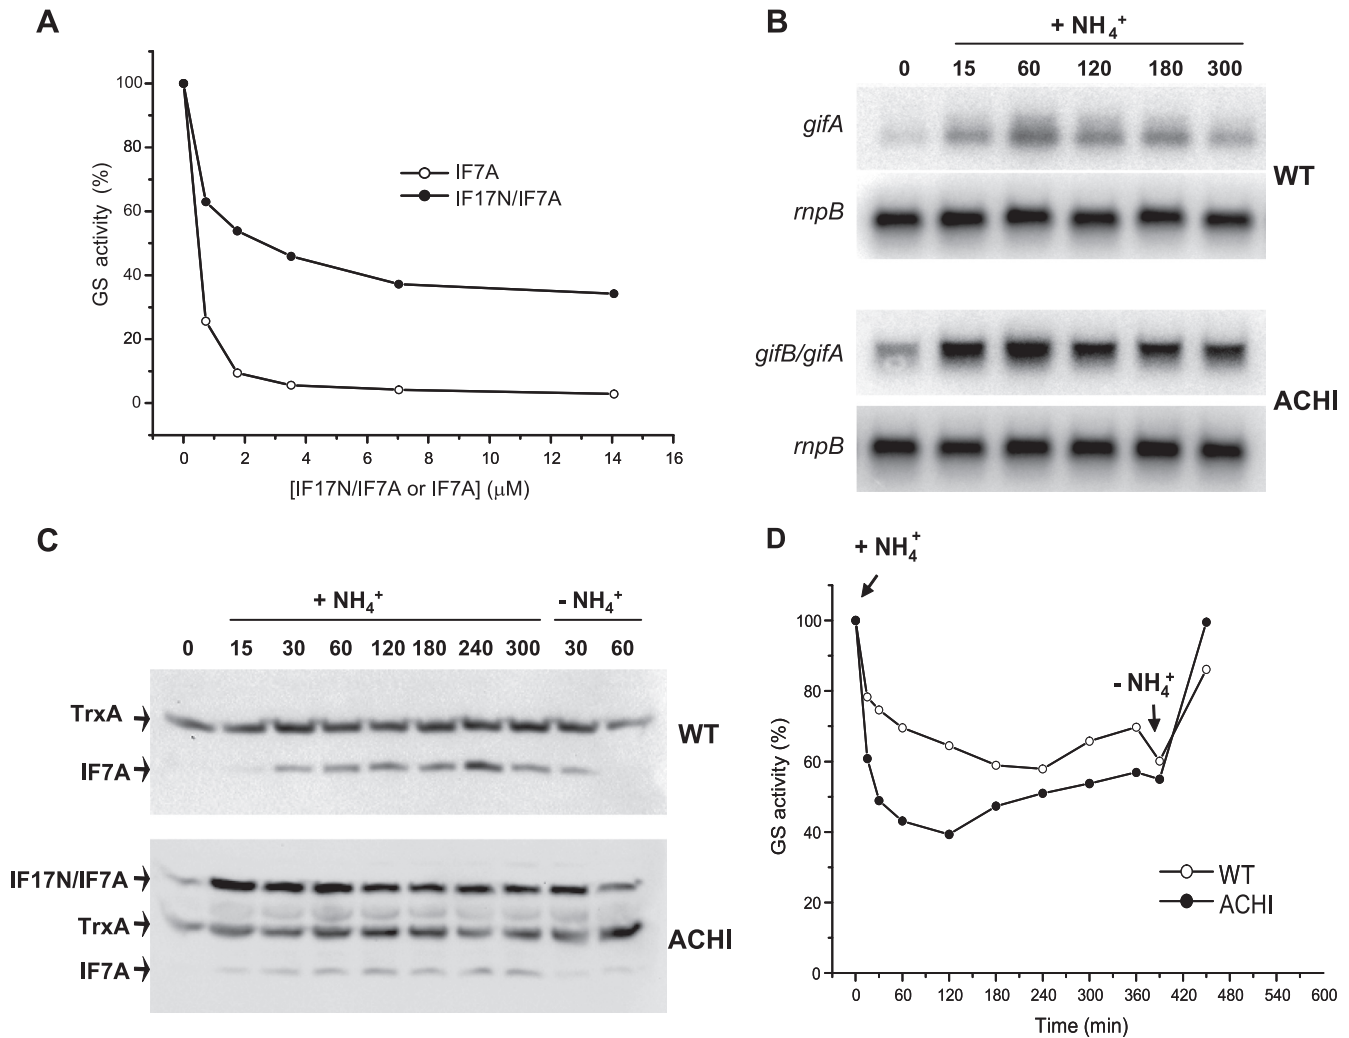 A
100
80
60
40
20
0
GS activity (%)
IF7A
IF17N/IF7A
0 2 4 6 8 10 12 14 16
[IF17N/IF7A or IF7A] (μM)
B
+ NH₄⁺
0 15 60 120 180 300
gifA
rnpB
WT
gifB/gifA
rnpB
ACHI
C
+ NH₄⁺ - NH₄⁺
0 15 30 60 120 180 240 300 30 60
TrxA
IF7A
WT
IF17N/IF7A
TrxA
IF7A
ACHI
D
+ NH₄⁺
- NH₄⁺
100
80
60
40
20
0
GS activity (%)
WT
ACHI
0 60 120 180 240 300 360 420 480 540 600
Time (min)